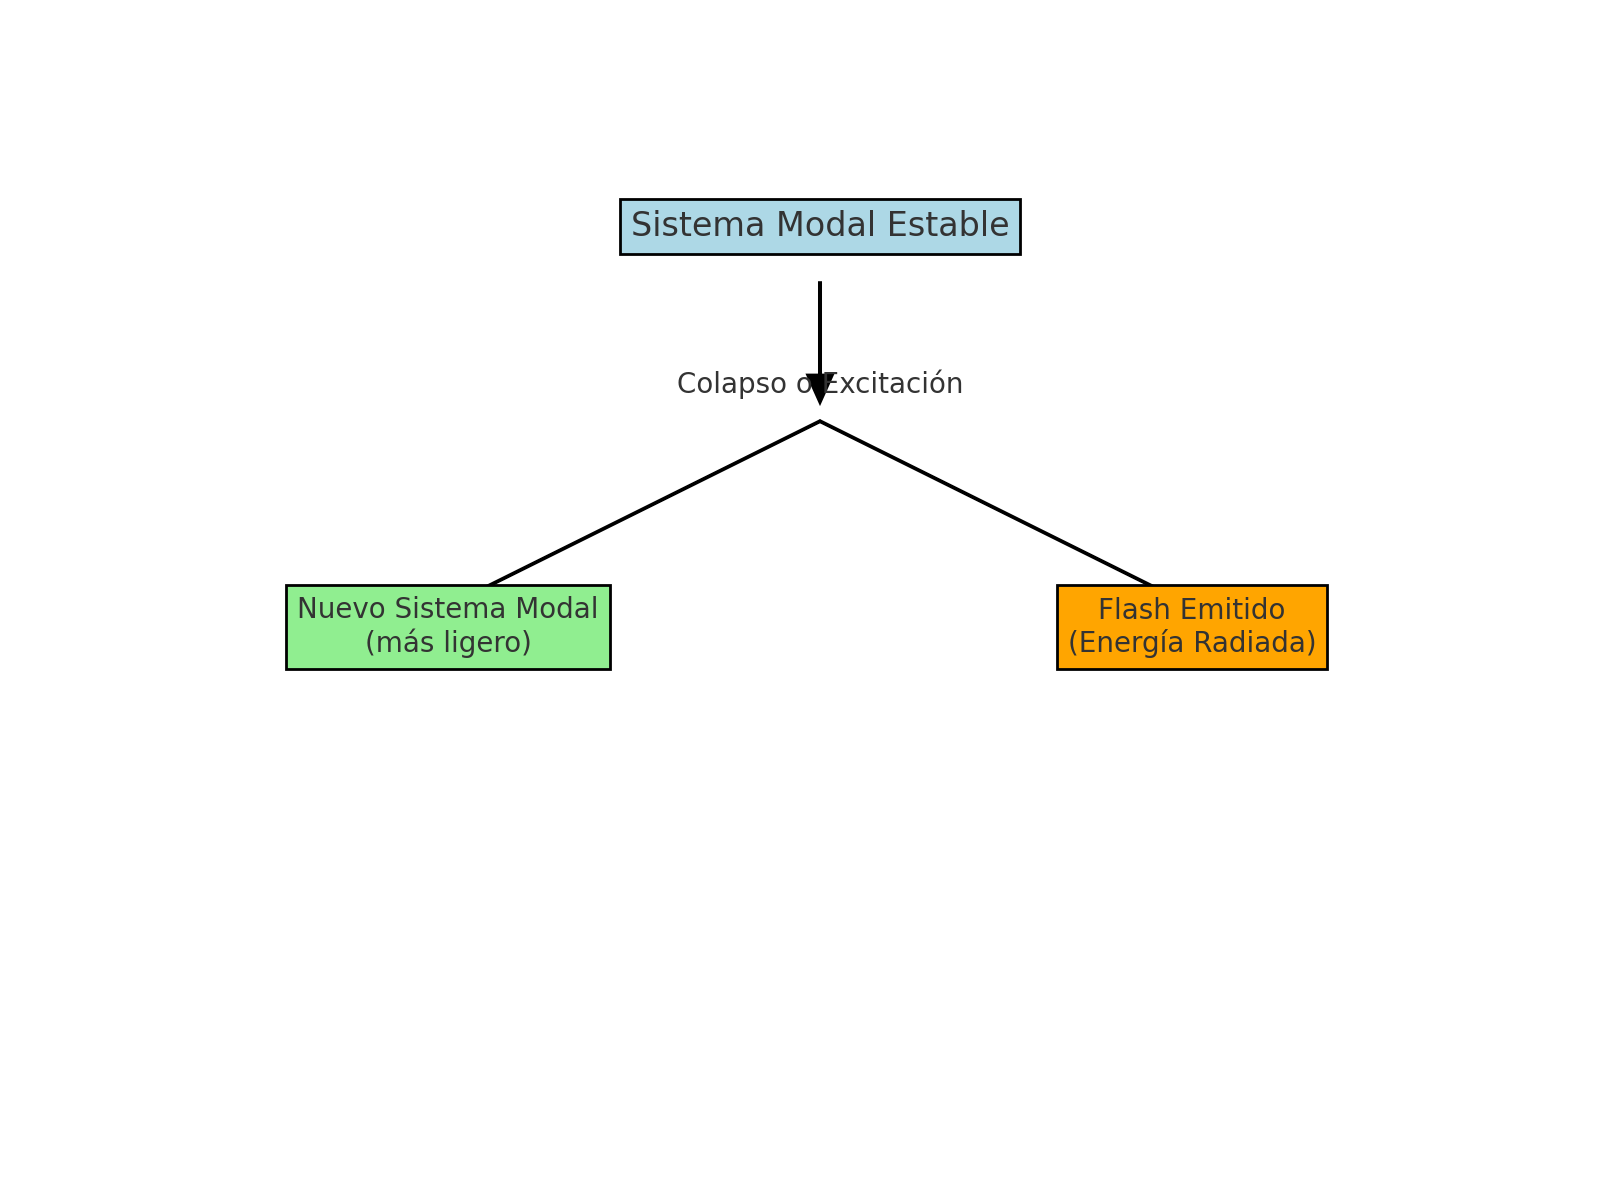 Sistema Modal Estable
Colapso o Excitación
Nuevo Sistema Modal
(más ligero)
Flash Emitido
(Energía Radiada)